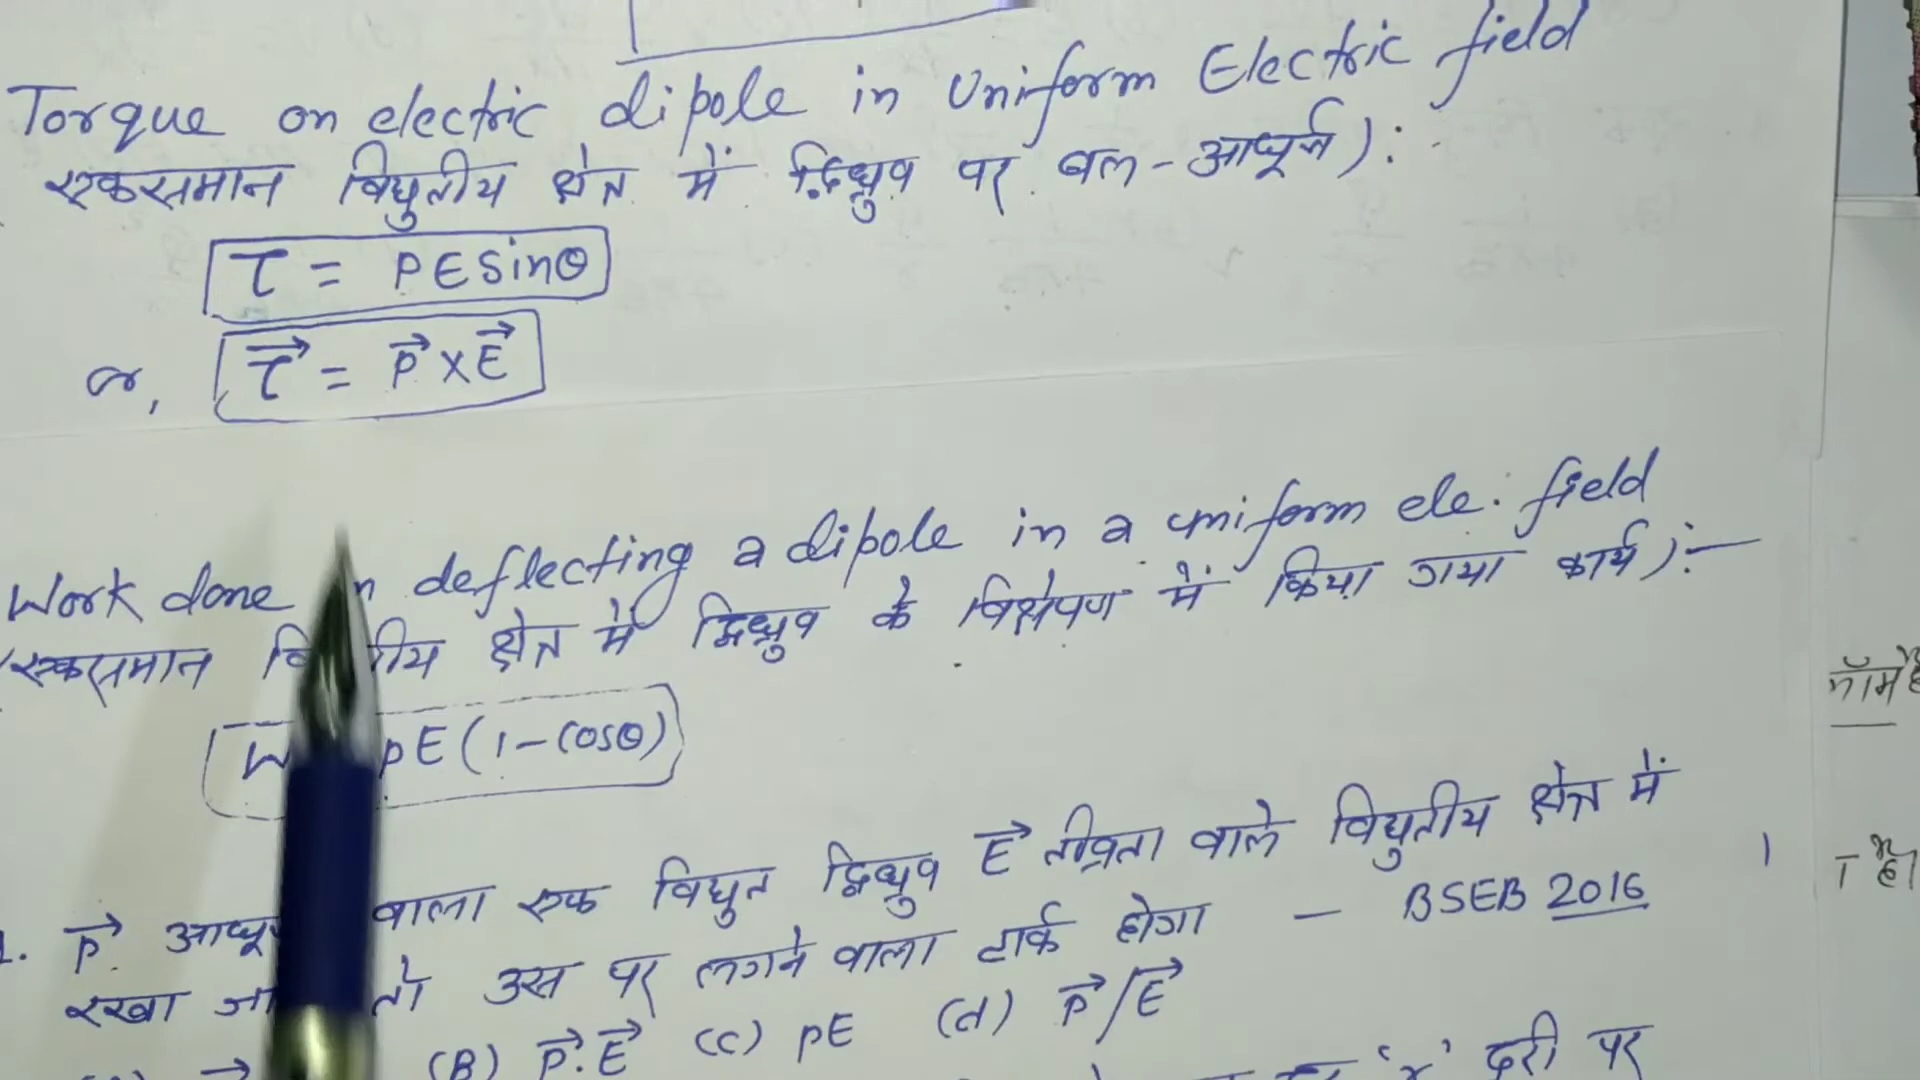 Torque on electric dipole in Uniform Electric field
एकसमान विद्युतीय क्षेत्र में द्विध्रुव पर बल-आघूर्ण):
τ = PE sinθ
or, τ⃗ = P⃗ × E⃗
Work done in deflecting a dipole in a uniform ele. field
(एकसमान विद्युतीय क्षेत्र में द्विध्रुव के विक्षेपण में किया गया कार्य):—
W pE(1-cosθ)
1. P⃗ आघूर्ण वाला एक विद्युत द्विध्रुव E⃗ तीव्रता वाले विद्युतीय क्षेत्र में
रखा तो उस पर लगने वाला टार्क होगा — BSEB 2016
(B) P⃗.E⃗ (C) pE (d) P⃗/E⃗
'r' दूरी पर